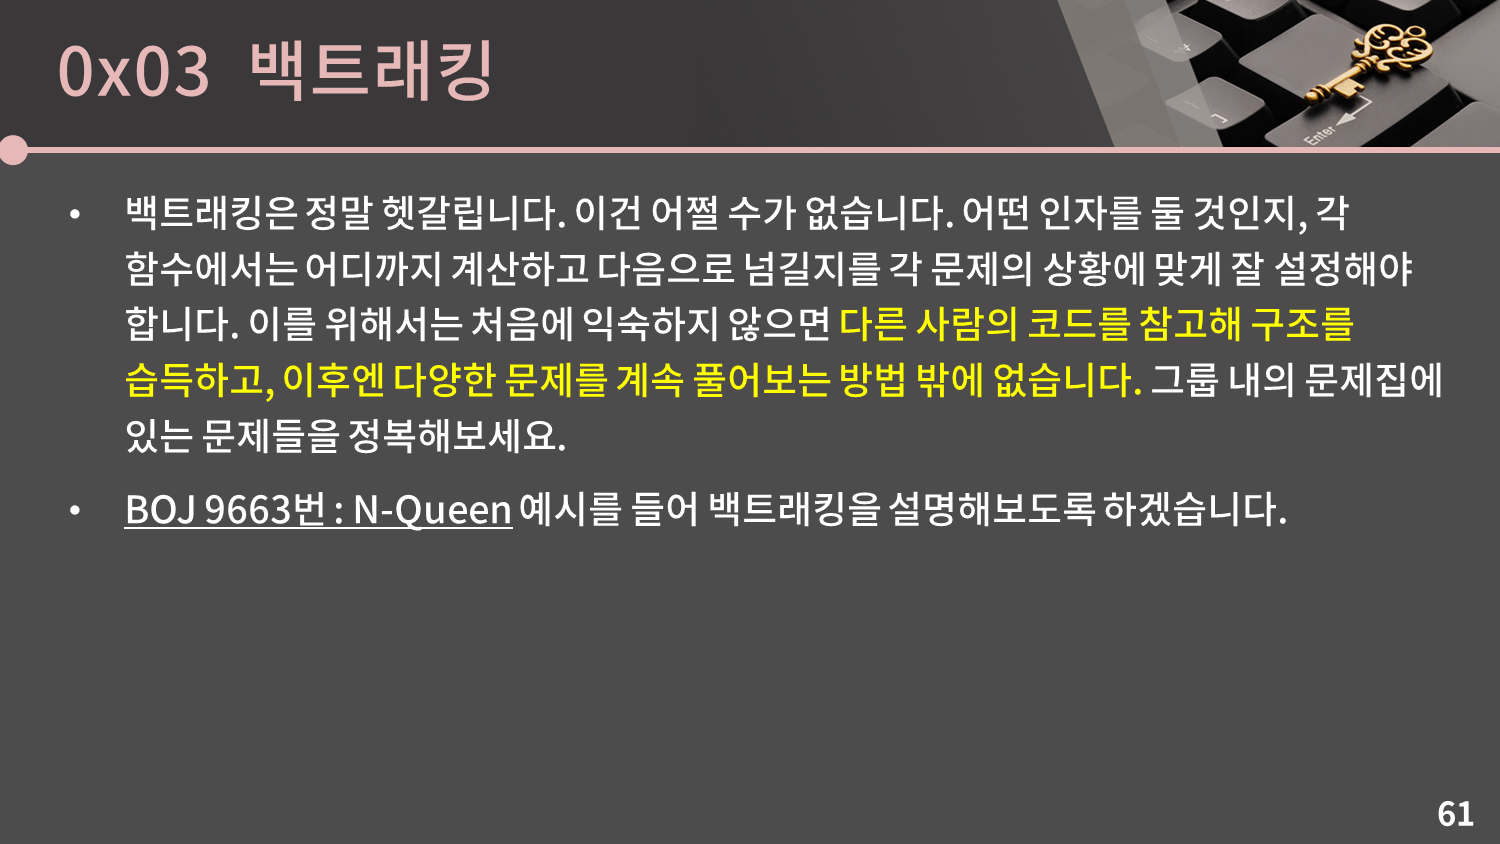 0x03 백트래킹
• 백트래킹은 정말 헷갈립니다. 이건 어쩔 수가 없습니다. 어떤 인자를 둘 것인지, 각
함수에서는 어디까지 계산하고 다음으로 넘길지를 각 문제의 상황에 맞게 잘 설정해야
합니다. 이를 위해서는 처음에 익숙하지 않으면 다른 사람의 코드를 참고해 구조를
습득하고, 이후엔 다양한 문제를 계속 풀어보는 방법 밖에 없습니다. 그룹 내의 문제집에
있는 문제들을 정복해보세요.
• BOJ 9663번 : N-Queen 예시를 들어 백트래킹을 설명해보도록 하겠습니다.
Enter
61